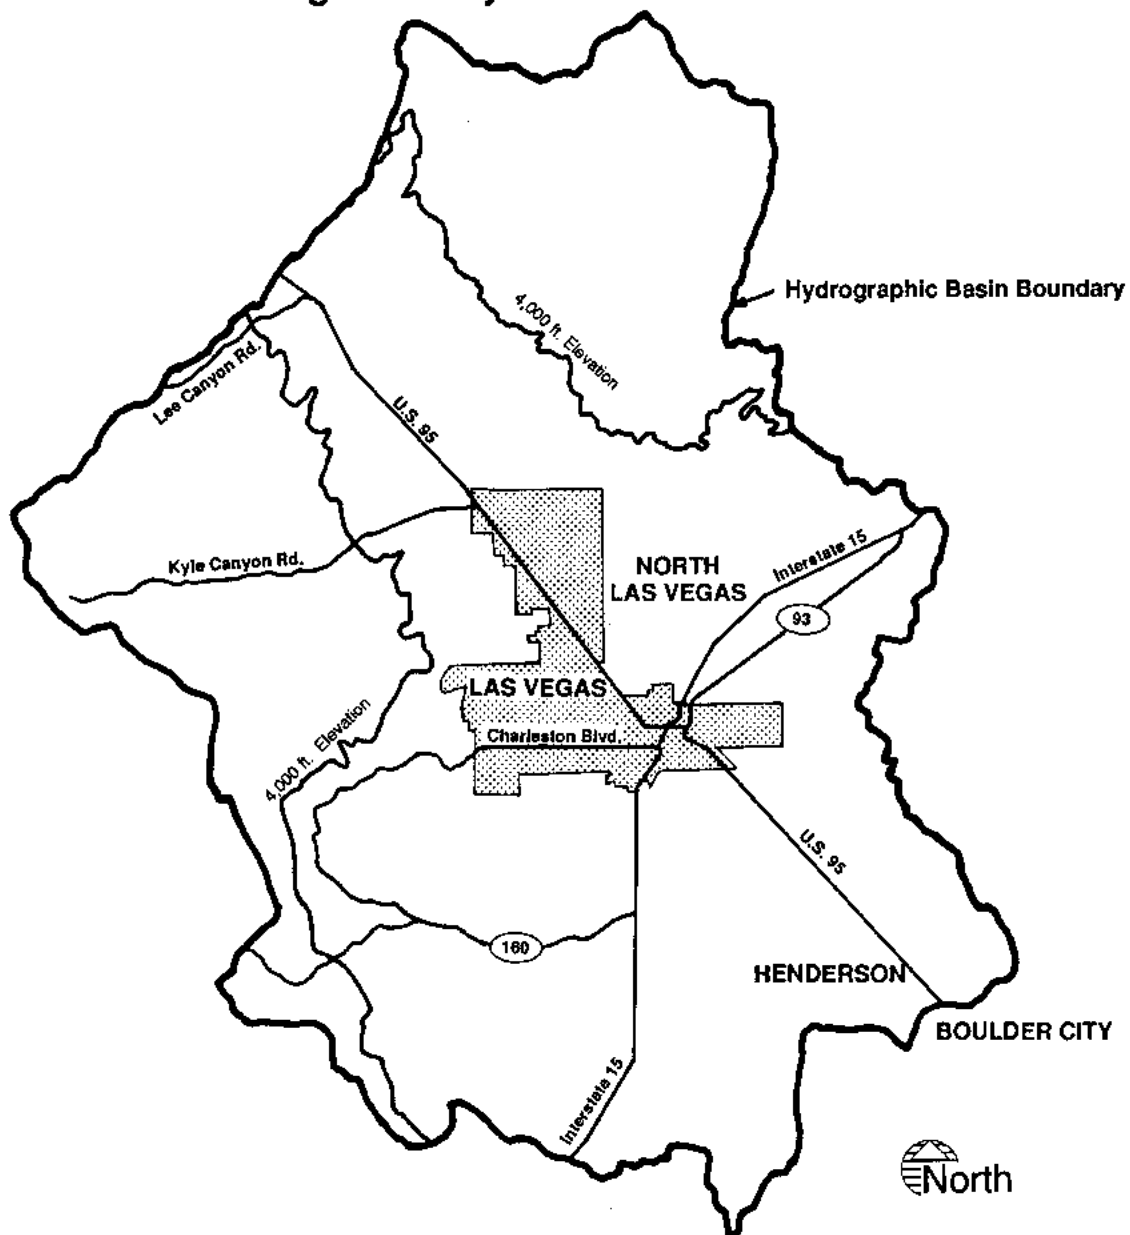 Hydrographic Basin Boundary
4,000 ft. Elevation
Lee Canyon Rd.
U.S. 95
Interstate 15
NORTH
LAS VEGAS
Kyle Canyon Rd.
93
LAS VEGAS
Charleston Blvd.
4,000 ft. Elevation
U.S. 95
160
HENDERSON
BOULDER CITY
Interstate 15
North